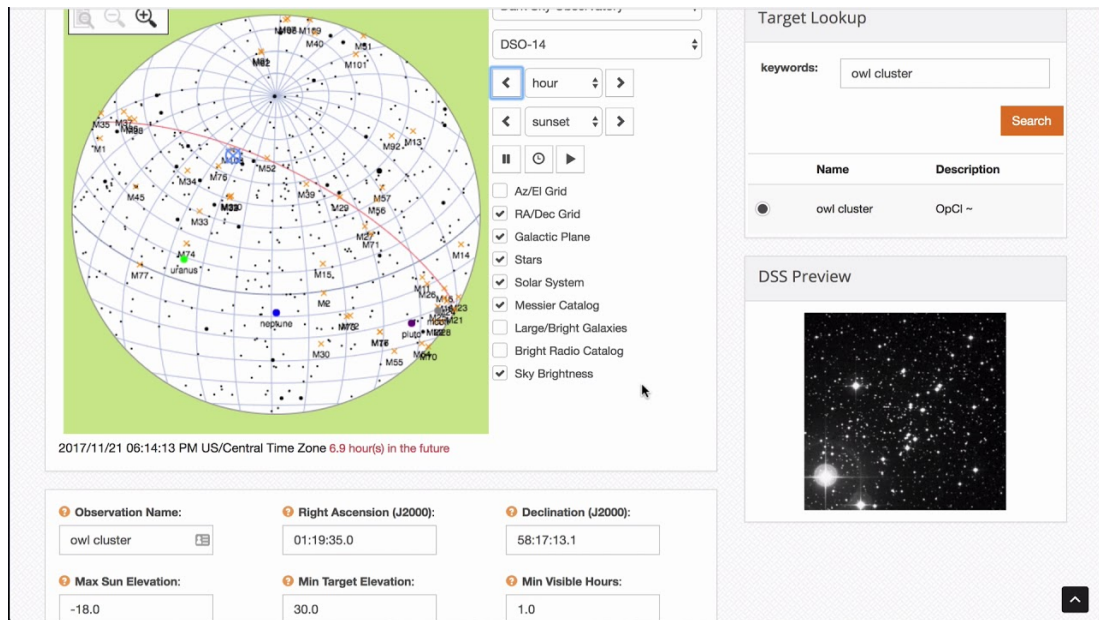 DSO-14
hour
sunset
Az/El Grid
RA/Dec Grid
Galactic Plane
Stars
Solar System
Messier Catalog
Large/Bright Galaxies
Bright Radio Catalog
Sky Brightness
M40
M51
M101
M35
M1
M92
M13
M52
M34
M76
M45
M39
M29
M57
M56
M33
M27
M71
M74
uranus
M77
M14
M15
M2
M11
M26
neptune
pluto
M30
M55
2017/11/21 06:14:13 PM US/Central Time Zone 6.9 hour(s) in the future
Observation Name:
Right Ascension (J2000):
Declination (J2000):
owl cluster
01:19:35.0
58:17:13.1
Max Sun Elevation:
Min Target Elevation:
Min Visible Hours:
-18.0
30.0
1.0
Target Lookup
keywords:
owl cluster
Search
Name
Description
owl cluster
OpCl ~
DSS Preview